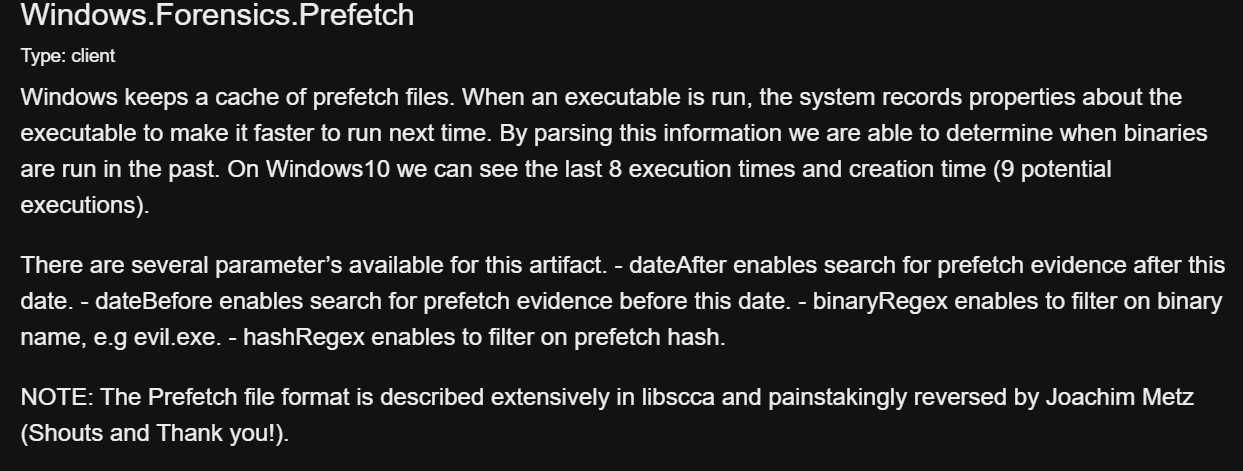 Windows.Forensics.Prefetch
Type: client
Windows keeps a cache of prefetch files. When an executable is run, the system records properties about the
executable to make it faster to run next time. By parsing this information we are able to determine when binaries
are run in the past. On Windows10 we can see the last 8 execution times and creation time (9 potential
executions).
There are several parameter’s available for this artifact. - dateAfter enables search for prefetch evidence after this
date. - dateBefore enables search for prefetch evidence before this date. - binaryRegex enables to filter on binary
name, e.g evil.exe. - hashRegex enables to filter on prefetch hash.
NOTE: The Prefetch file format is described extensively in libscca and painstakingly reversed by Joachim Metz
(Shouts and Thank you!).